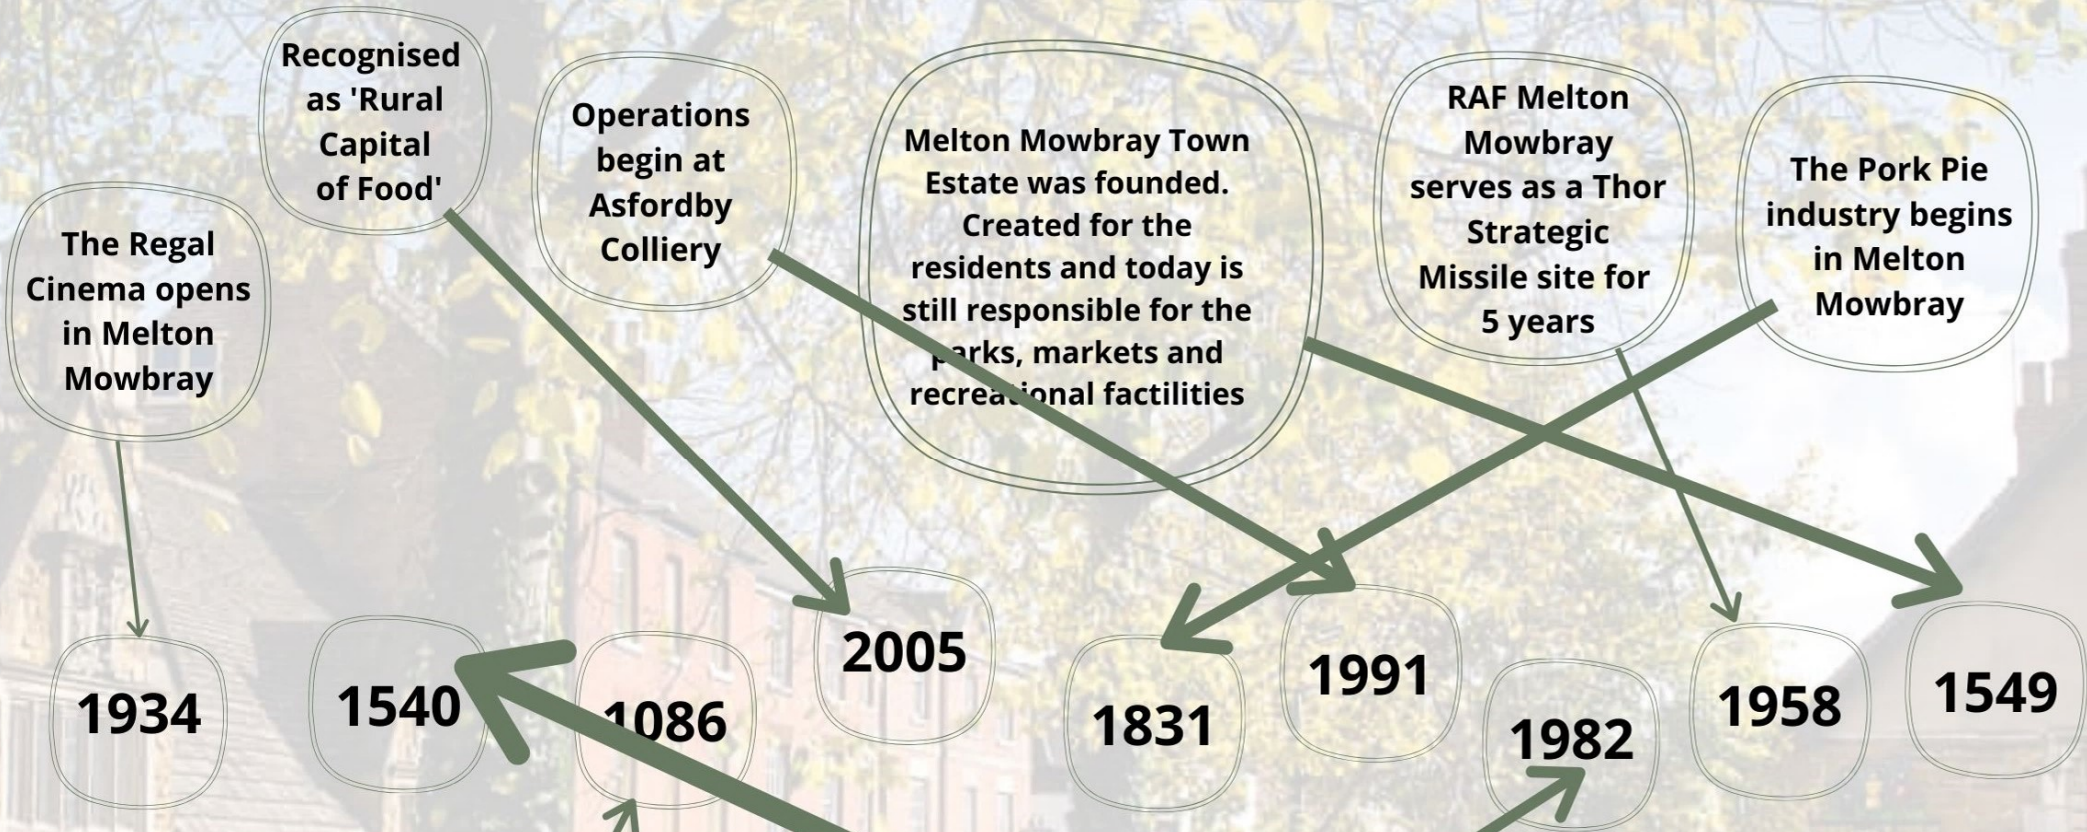 Recognised
as 'Rural
Capital
of Food'
The Regal
Cinema opens
in Melton
Mowbray
Operations
begin at
Asfordby
Colliery
Melton Mowbray Town
Estate was founded.
Created for the
residents and today is
still responsible for the
parks, markets and
recreational factilities
RAF Melton
Mowbray
serves as a Thor
Strategic
Missile site for
5 years
The Pork Pie
industry begins
in Melton
Mowbray
1934
1540
1086
2005
1831
1991
1982
1958
1549